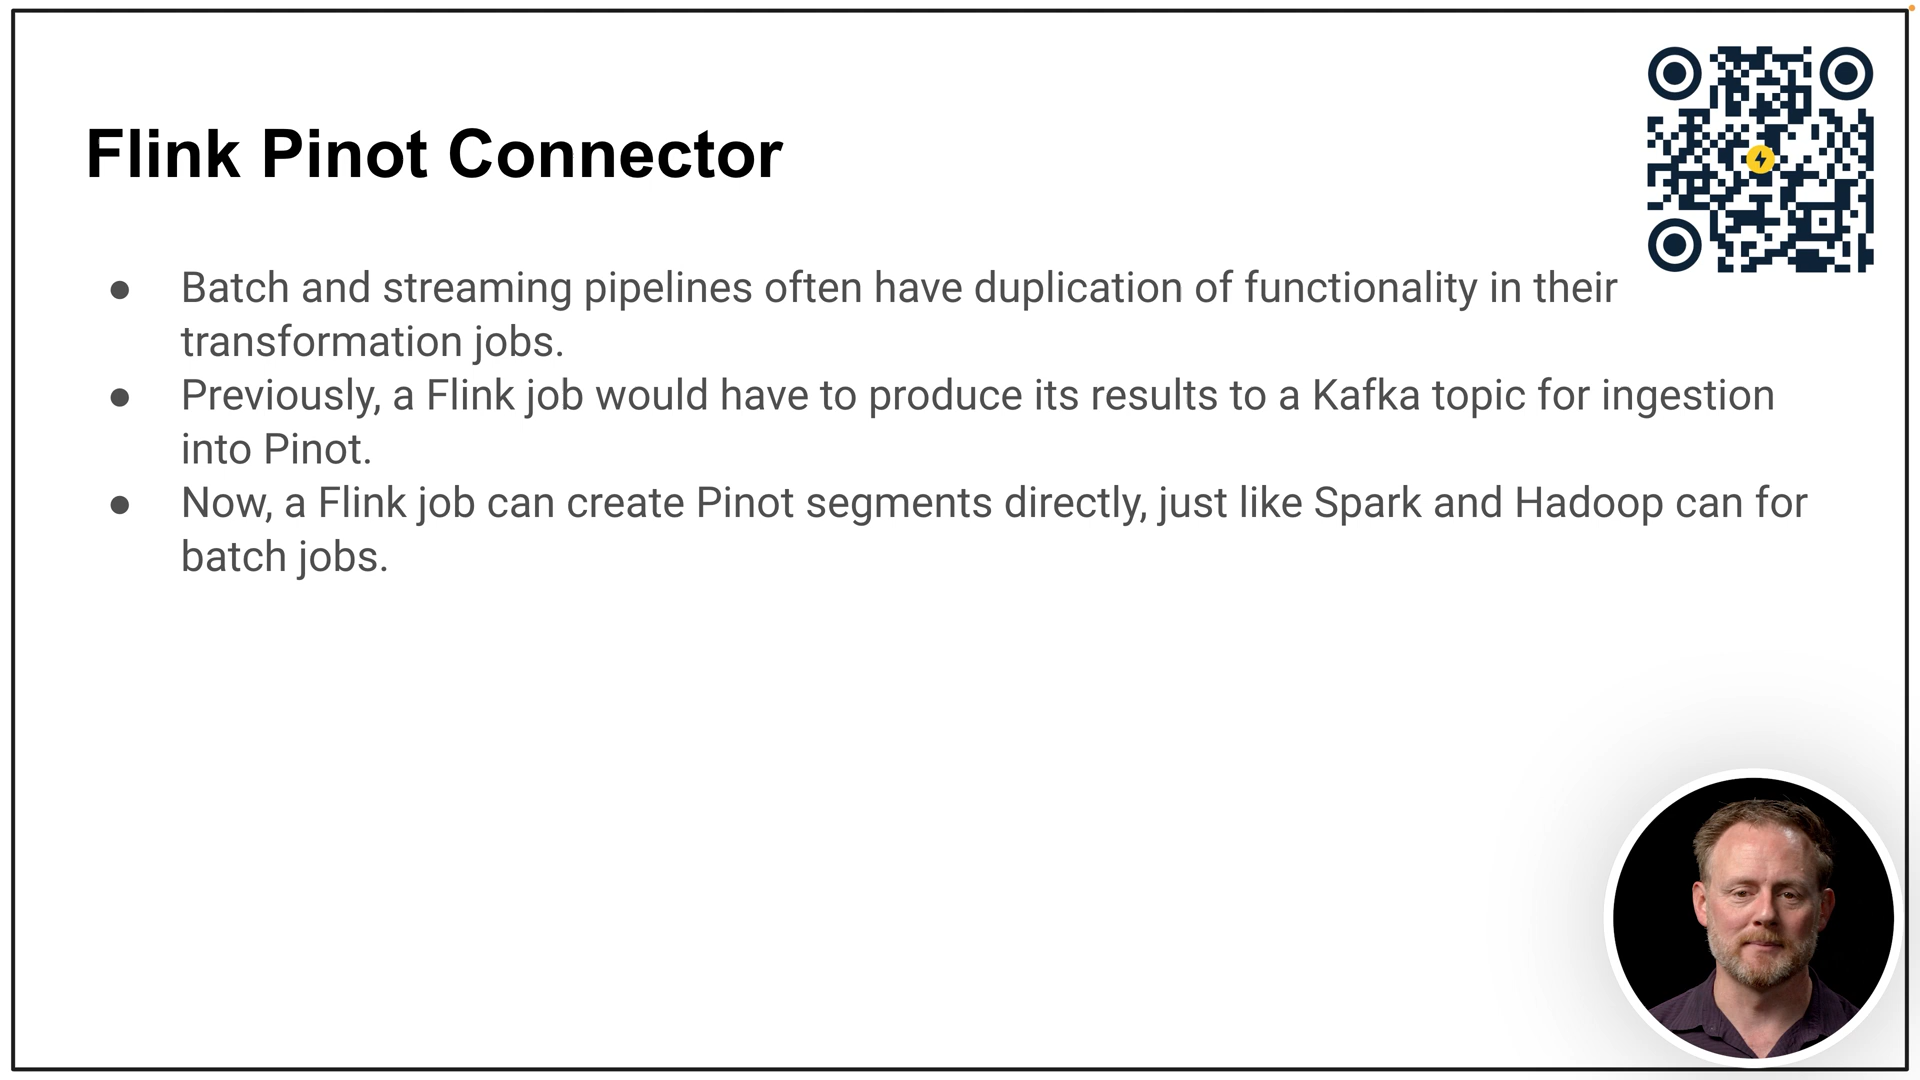 Flink Pinot Connector
● Batch and streaming pipelines often have duplication of functionality in their
transformation jobs.
● Previously, a Flink job would have to produce its results to a Kafka topic for ingestion
into Pinot.
● Now, a Flink job can create Pinot segments directly, just like Spark and Hadoop can for
batch jobs.